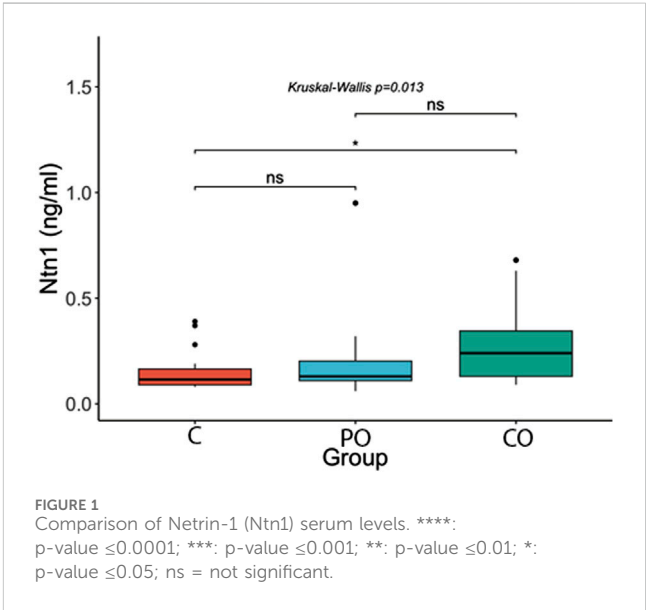 Kruskal-Wallis p=0.013
ns
*
ns
Ntn1 (ng/ml)
1.5
1.0
0.5
0.0
C PO CO
Group
FIGURE 1
Comparison of Netrin-1 (Ntn1) serum levels. ****:
p-value ≤0.0001; ***: p-value ≤0.001; **: p-value ≤0.01; *:
p-value ≤0.05; ns = not significant.